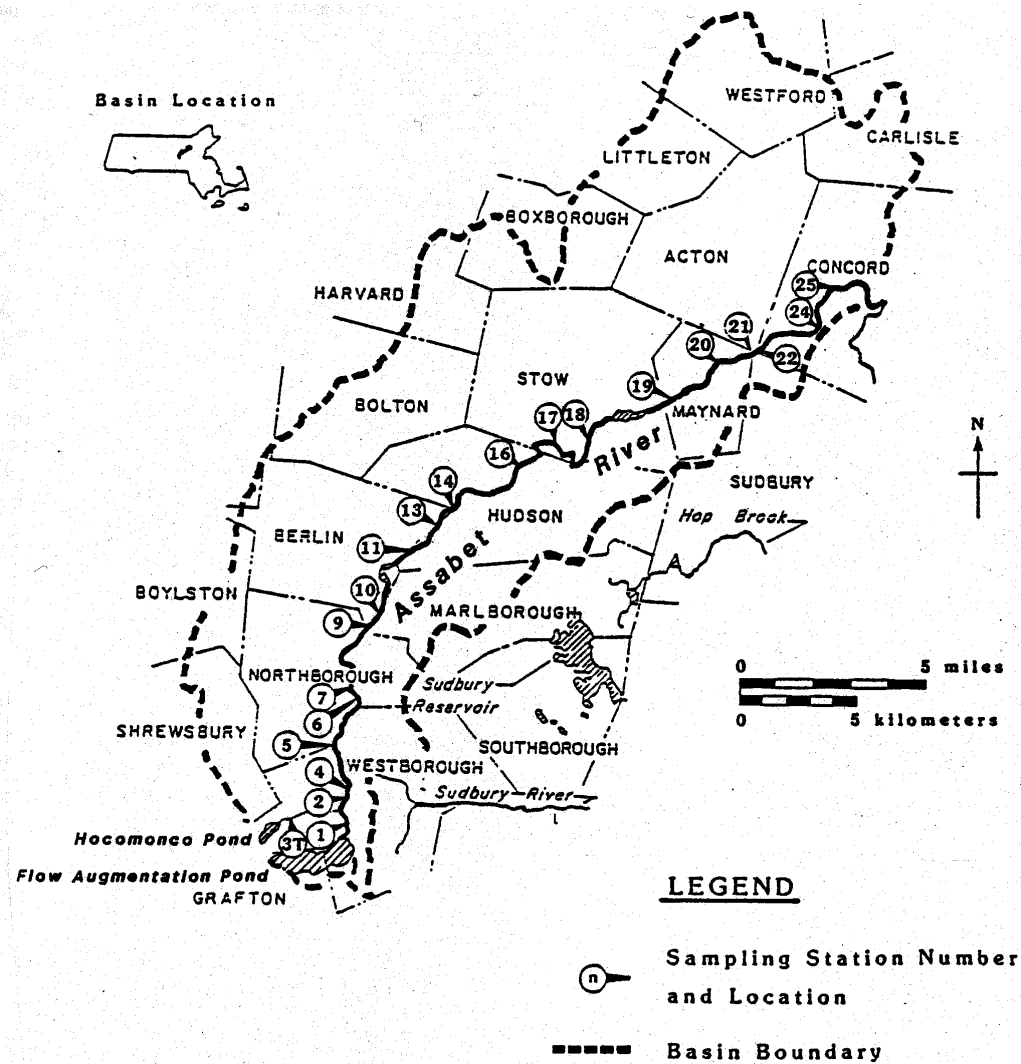 Basin Location
WESTFORD
CARLISLE
LITTLETON
BOXBOROUGH
ACTON
CONCORD
25
HARVARD
24
21
20
22
STOW
19
BOLTON
17
18
MAYNARD
16
River
N
14
SUDBURY
13
HUDSON
Hop Brook
BERLIN
11
Assabet
BOYLSTON
10
MARLBOROUGH
9
0 5 miles
NORTHBOROUGH
Sudbury
7
Reservoir
0 5 kilometers
6
SHREWSBURY
5
SOUTHBOROUGH
WESTBOROUGH
4
Sudbury River
2
Hocomonco Pond
3T
1
Flow Augmentation Pond
GRAFTON
LEGEND
n
Sampling Station Number
and Location
Basin Boundary